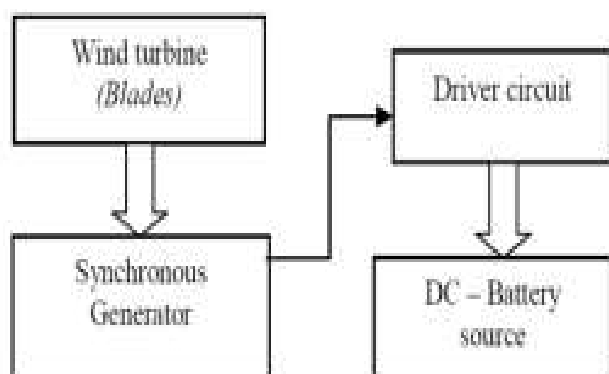 Wind turbine
(Blades)
Synchronous
Generator
Driver circuit
DC – Battery
source